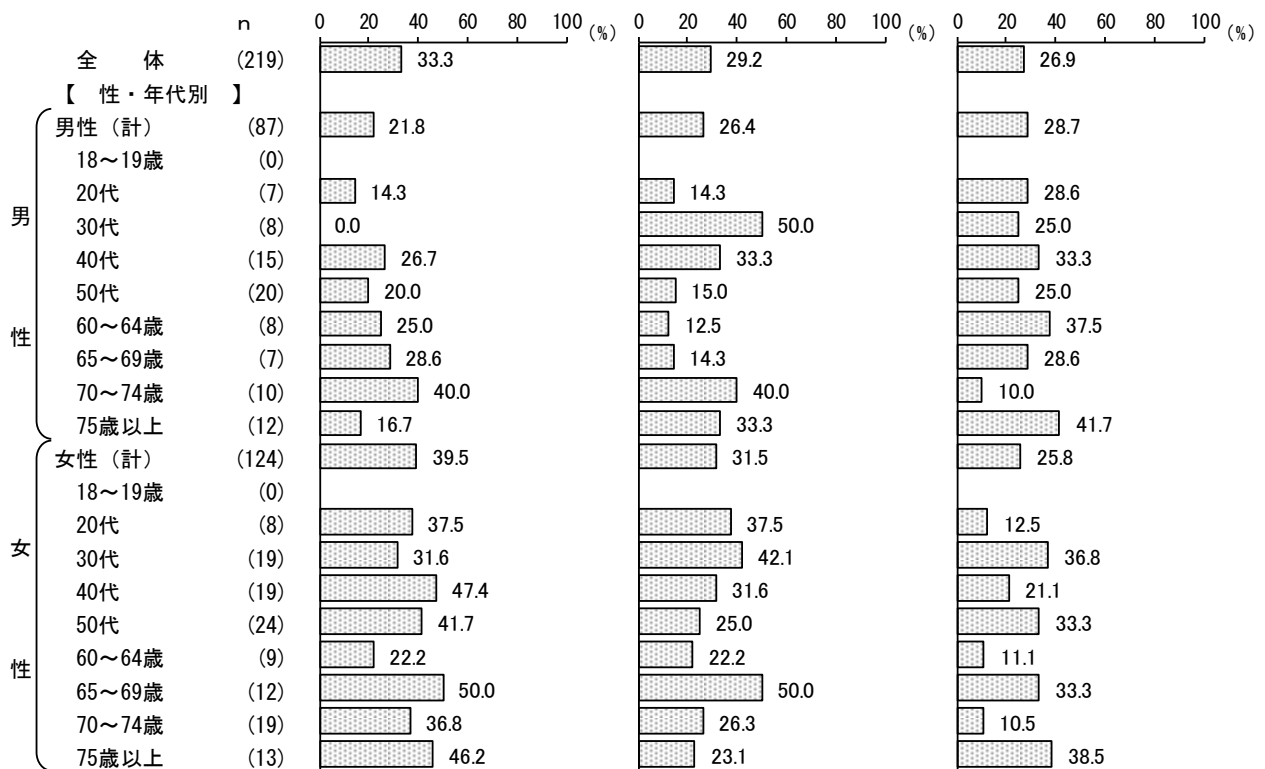 ｎ 0 20 40 60 80 100 (%) 0 20 40 60 80 100 (%) 0 20 40 60 80 100 (%)
全　体 (219) 33.3 29.2 26.9
【 性・年代別 】
男性（計） (87) 21.8 26.4 28.7
18～19歳 (0)
20代 (7) 14.3 14.3 28.6
男
30代 (8) 0.0 50.0 25.0
40代 (15) 26.7 33.3 33.3
50代 (20) 20.0 15.0 25.0
60～64歳 (8) 25.0 12.5 37.5
性
65～69歳 (7) 28.6 14.3 28.6
70～74歳 (10) 40.0 40.0 10.0
75歳以上 (12) 16.7 33.3 41.7
女性（計） (124) 39.5 31.5 25.8
18～19歳 (0)
20代 (8) 37.5 37.5 12.5
女
30代 (19) 31.6 42.1 36.8
40代 (19) 47.4 31.6 21.1
50代 (24) 41.7 25.0 33.3
60～64歳 (9) 22.2 22.2 11.1
性
65～69歳 (12) 50.0 50.0 33.3
70～74歳 (19) 36.8 26.3 10.5
75歳以上 (13) 46.2 23.1 38.5